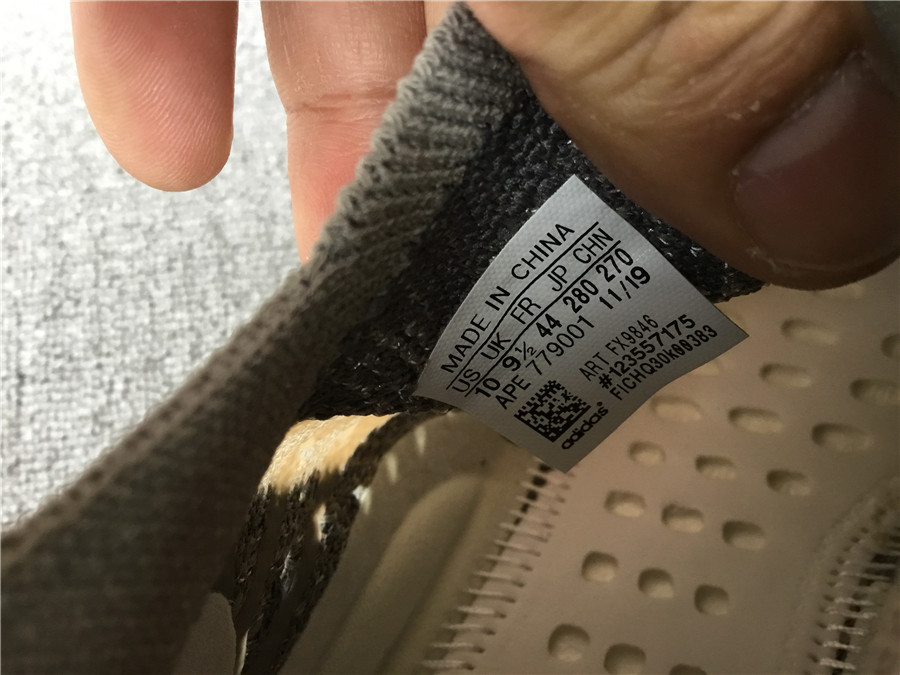 MADE IN CHINA
US UK FR JP CHN
10 9½ 44 280 270
APE 779001 11/19
ART FX9846
#123557175
FICHQ30K00383
adidas®